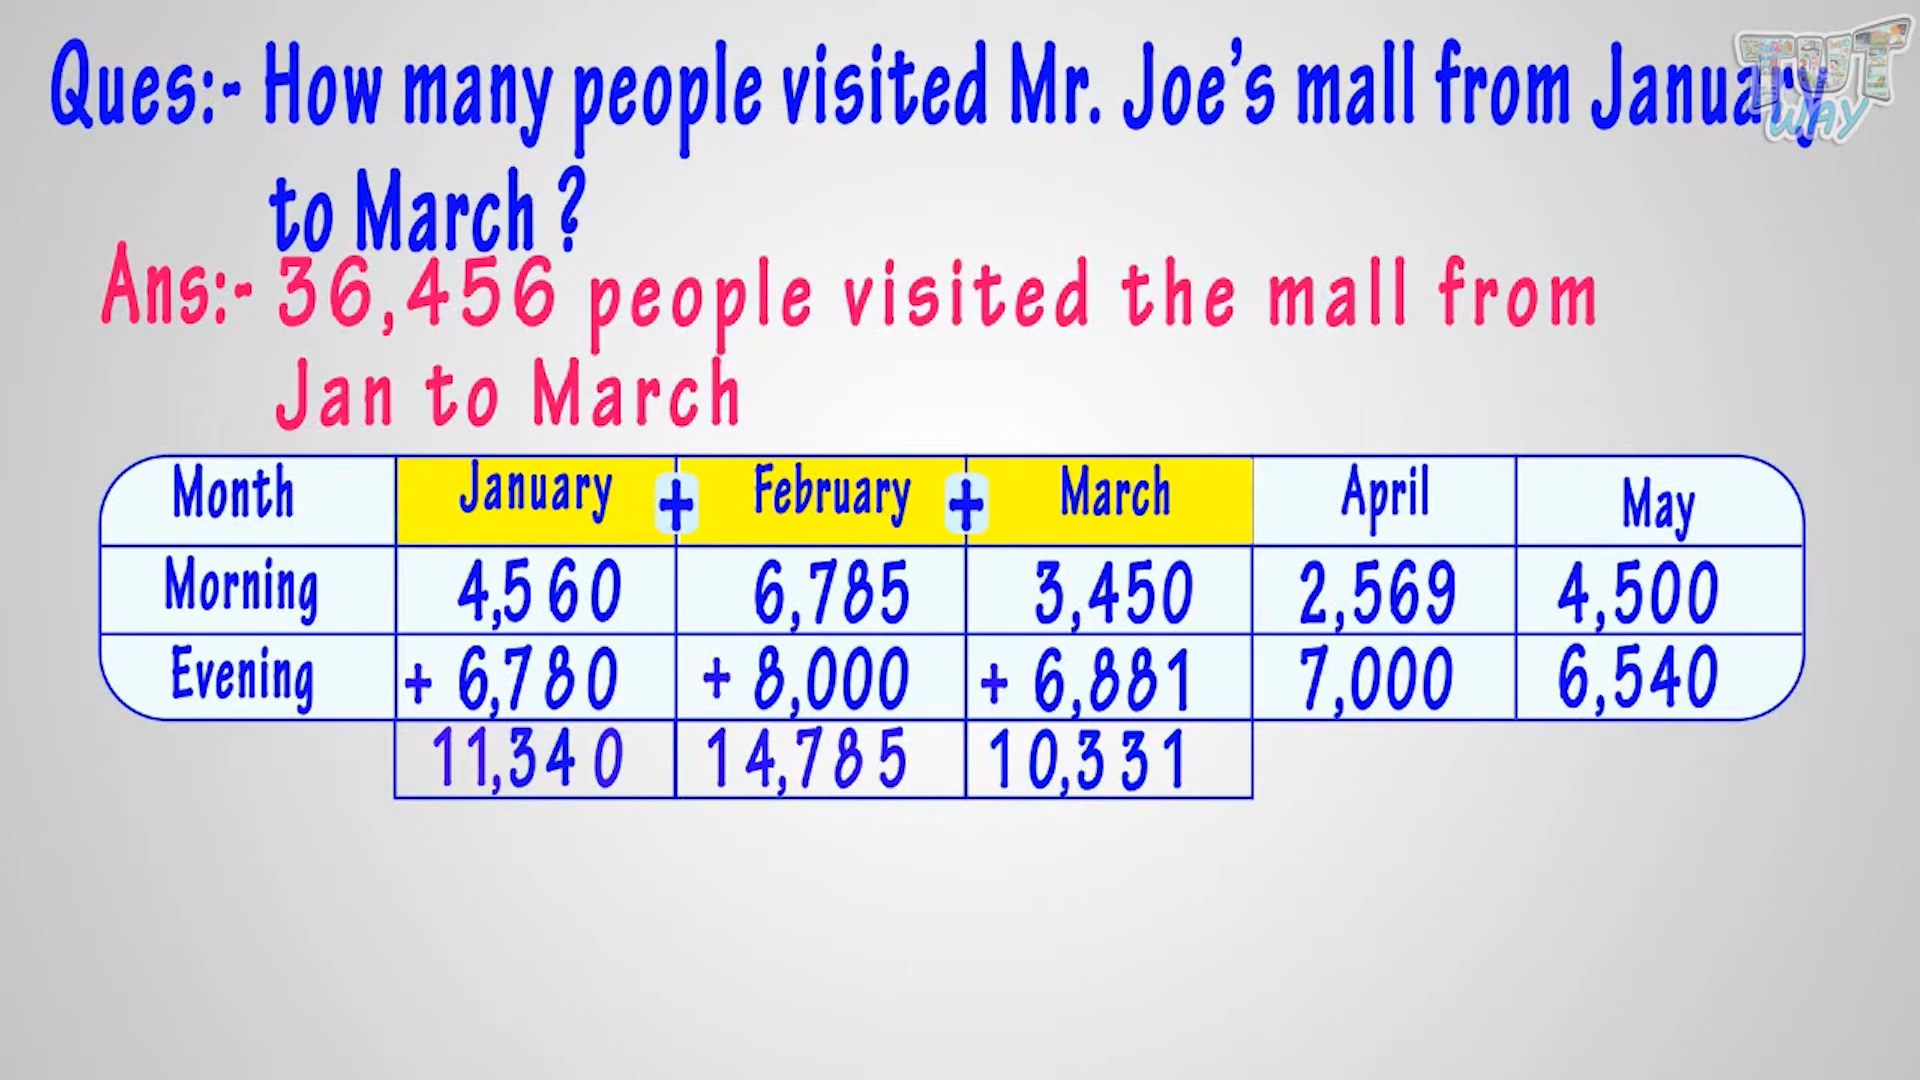 Ques:- How many people visited Mr. Joe's mall from January
to March ?
Ans:- 36,456 people visited the mall from
Jan to March
Month January + February + March April May
Morning 4,560 6,785 3,450 2,569 4,500
Evening + 6,780 + 8,000 + 6,881 7,000 6,540
11,340 14,785 10,331
TUT
WAY